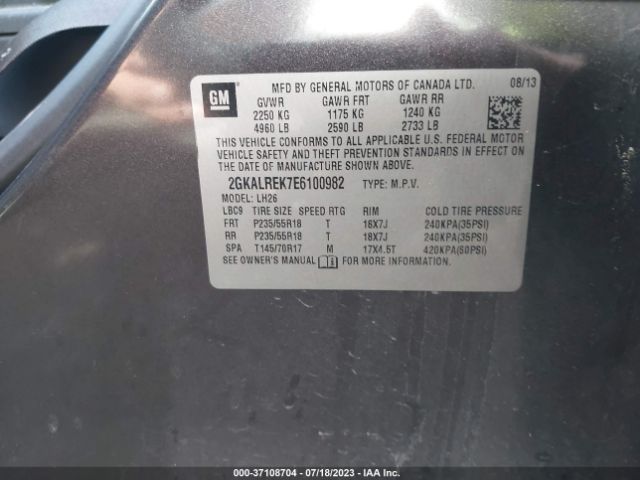 GM
MFD BY GENERAL MOTORS OF CANADA LTD. 08/13
GVWR GAWR FRT GAWR RR
2250 KG 1175 KG 1240 KG
4960 LB 2590 LB 2733 LB
THIS VEHICLE CONFORMS TO ALL APPLICABLE U.S. FEDERAL MOTOR
VEHICLE SAFETY AND THEFT PREVENTION STANDARDS IN EFFECT ON
THE DATE OF MANUFACTURE SHOWN ABOVE.
2GKALREK7E6100982 TYPE: M.P.V.
MODEL: LH26
LBC9 TIRE SIZE SPEED RTG RIM COLD TIRE PRESSURE
FRT P235/55R18 T 18X7J 240KPA(35PSI)
RR P235/55R18 T 18X7J 240KPA(35PSI)
SPA T145/70R17 M 17X4.5T 420KPA(60PSI)
SEE OWNER'S MANUAL FOR MORE INFORMATION.
000-37108704 - 07/18/2023 - IAA Inc.